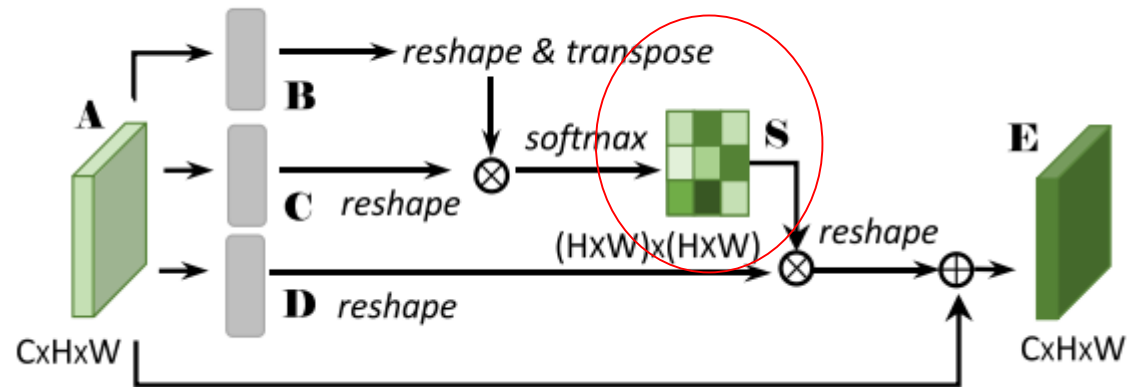 B
reshape & transpose
A
softmax
S
E
C
reshape
(HxW)x(HxW)
reshape
D
reshape
CxHxW
CxHxW